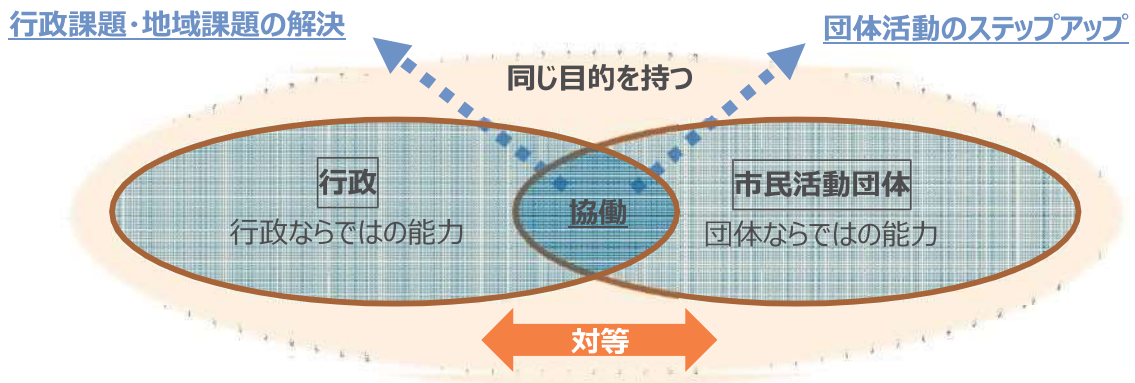 行政課題・地域課題の解決
団体活動のステップアップ
同じ目的を持つ
行政
行政ならではの能力
協働
市民活動団体
団体ならではの能力
対等